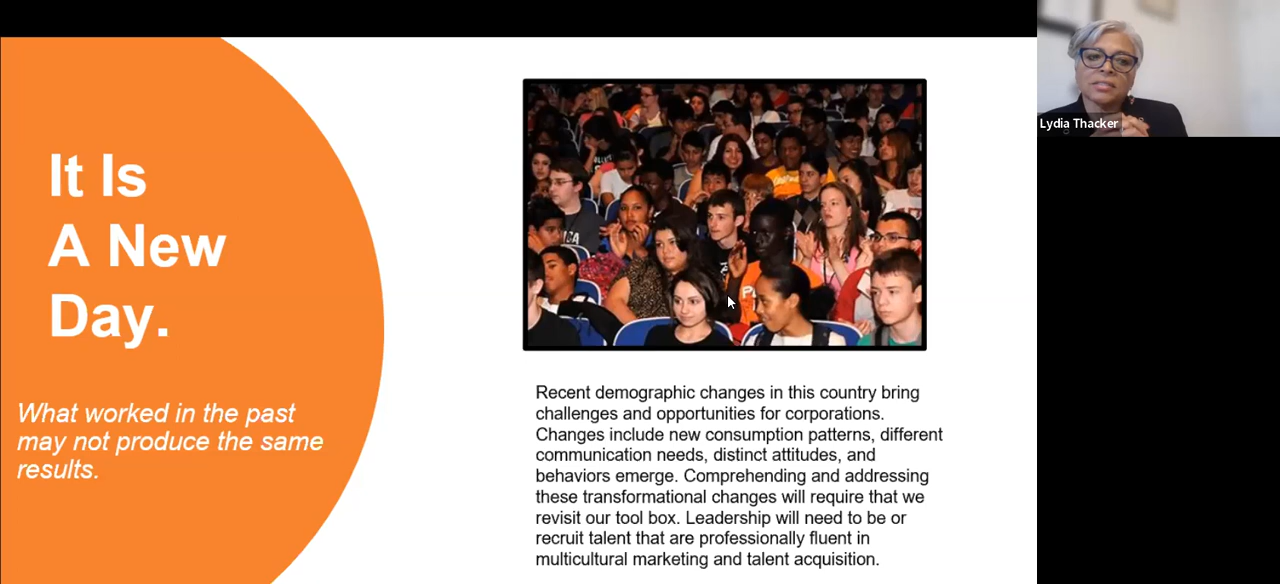 It Is
A New
Day.
What worked in the past
may not produce the same
results.
Recent demographic changes in this country bring
challenges and opportunities for corporations.
Changes include new consumption patterns, different
communication needs, distinct attitudes, and
behaviors emerge. Comprehending and addressing
these transformational changes will require that we
revisit our tool box. Leadership will need to be or
recruit talent that are professionally fluent in
multicultural marketing and talent acquisition.
Lydia Thacker